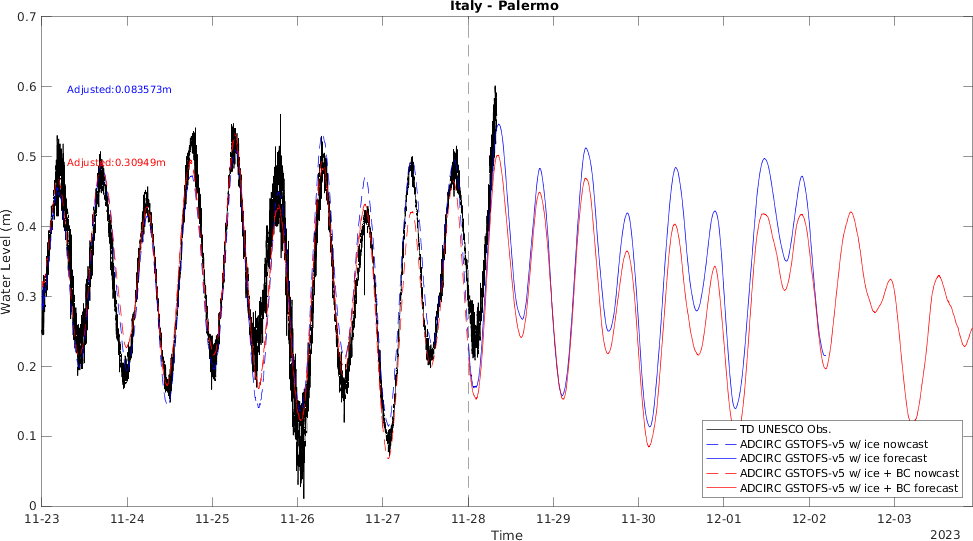 Italy - Palermo
0.7
0.6
0.5
0.4
0.3
0.2
0.1
0
Water Level (m)
Adjusted:0.083573m
Adjusted:0.30949m
TD UNESCO Obs.
ADCIRC GSTOFS-v5 w/ ice nowcast
ADCIRC GSTOFS-v5 w/ ice forecast
ADCIRC GSTOFS-v5 w/ ice + BC nowcast
ADCIRC GSTOFS-v5 w/ ice + BC forecast
11-23 11-24 11-25 11-26 11-27 11-28 11-29 11-30 12-01 12-02 12-03
Time
2023